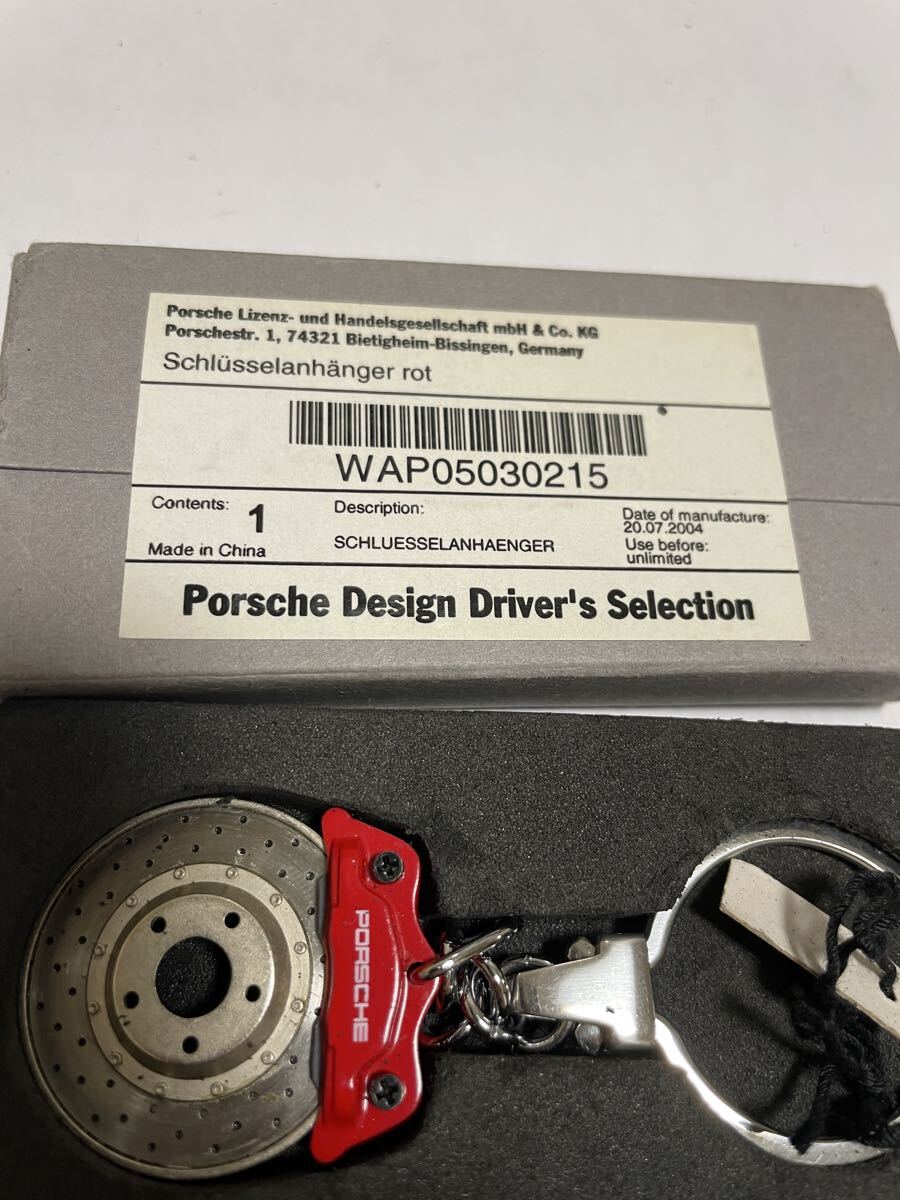 Porsche Lizenz- und Handelsgesellschaft mbH & Co. KG
Porschestr. 1, 74321 Bietigheim-Bissingen, Germany
Schlüsselanhänger rot
WAP05030215
Contents: 1
Made in China
Description:
SCHLUESSELANHAENGER
Date of manufacture:
20.07.2004
Use before:
unlimited
Porsche Design Driver's Selection
PORSCHE